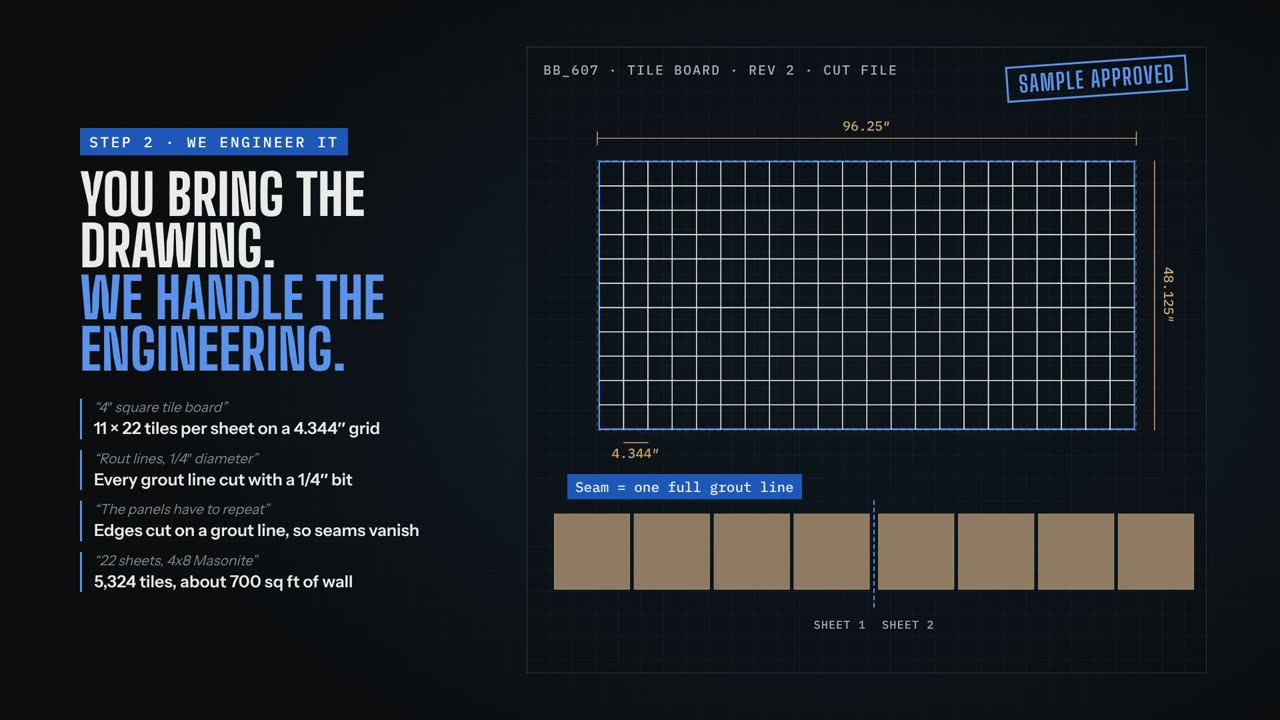 STEP 2 · WE ENGINEER IT
YOU BRING THE
DRAWING.
WE HANDLE THE
ENGINEERING.
“4″ square tile board”
11 × 22 tiles per sheet on a 4.344″ grid
“Rout lines, 1/4″ diameter”
Every grout line cut with a 1/4″ bit
“The panels have to repeat”
Edges cut on a grout line, so seams vanish
“22 sheets, 4x8 Masonite”
5,324 tiles, about 700 sq ft of wall
BB_607 · TILE BOARD · REV 2 · CUT FILE
SAMPLE APPROVED
96.25″
48.125″
4.344″
Seam = one full grout line
SHEET 1 SHEET 2